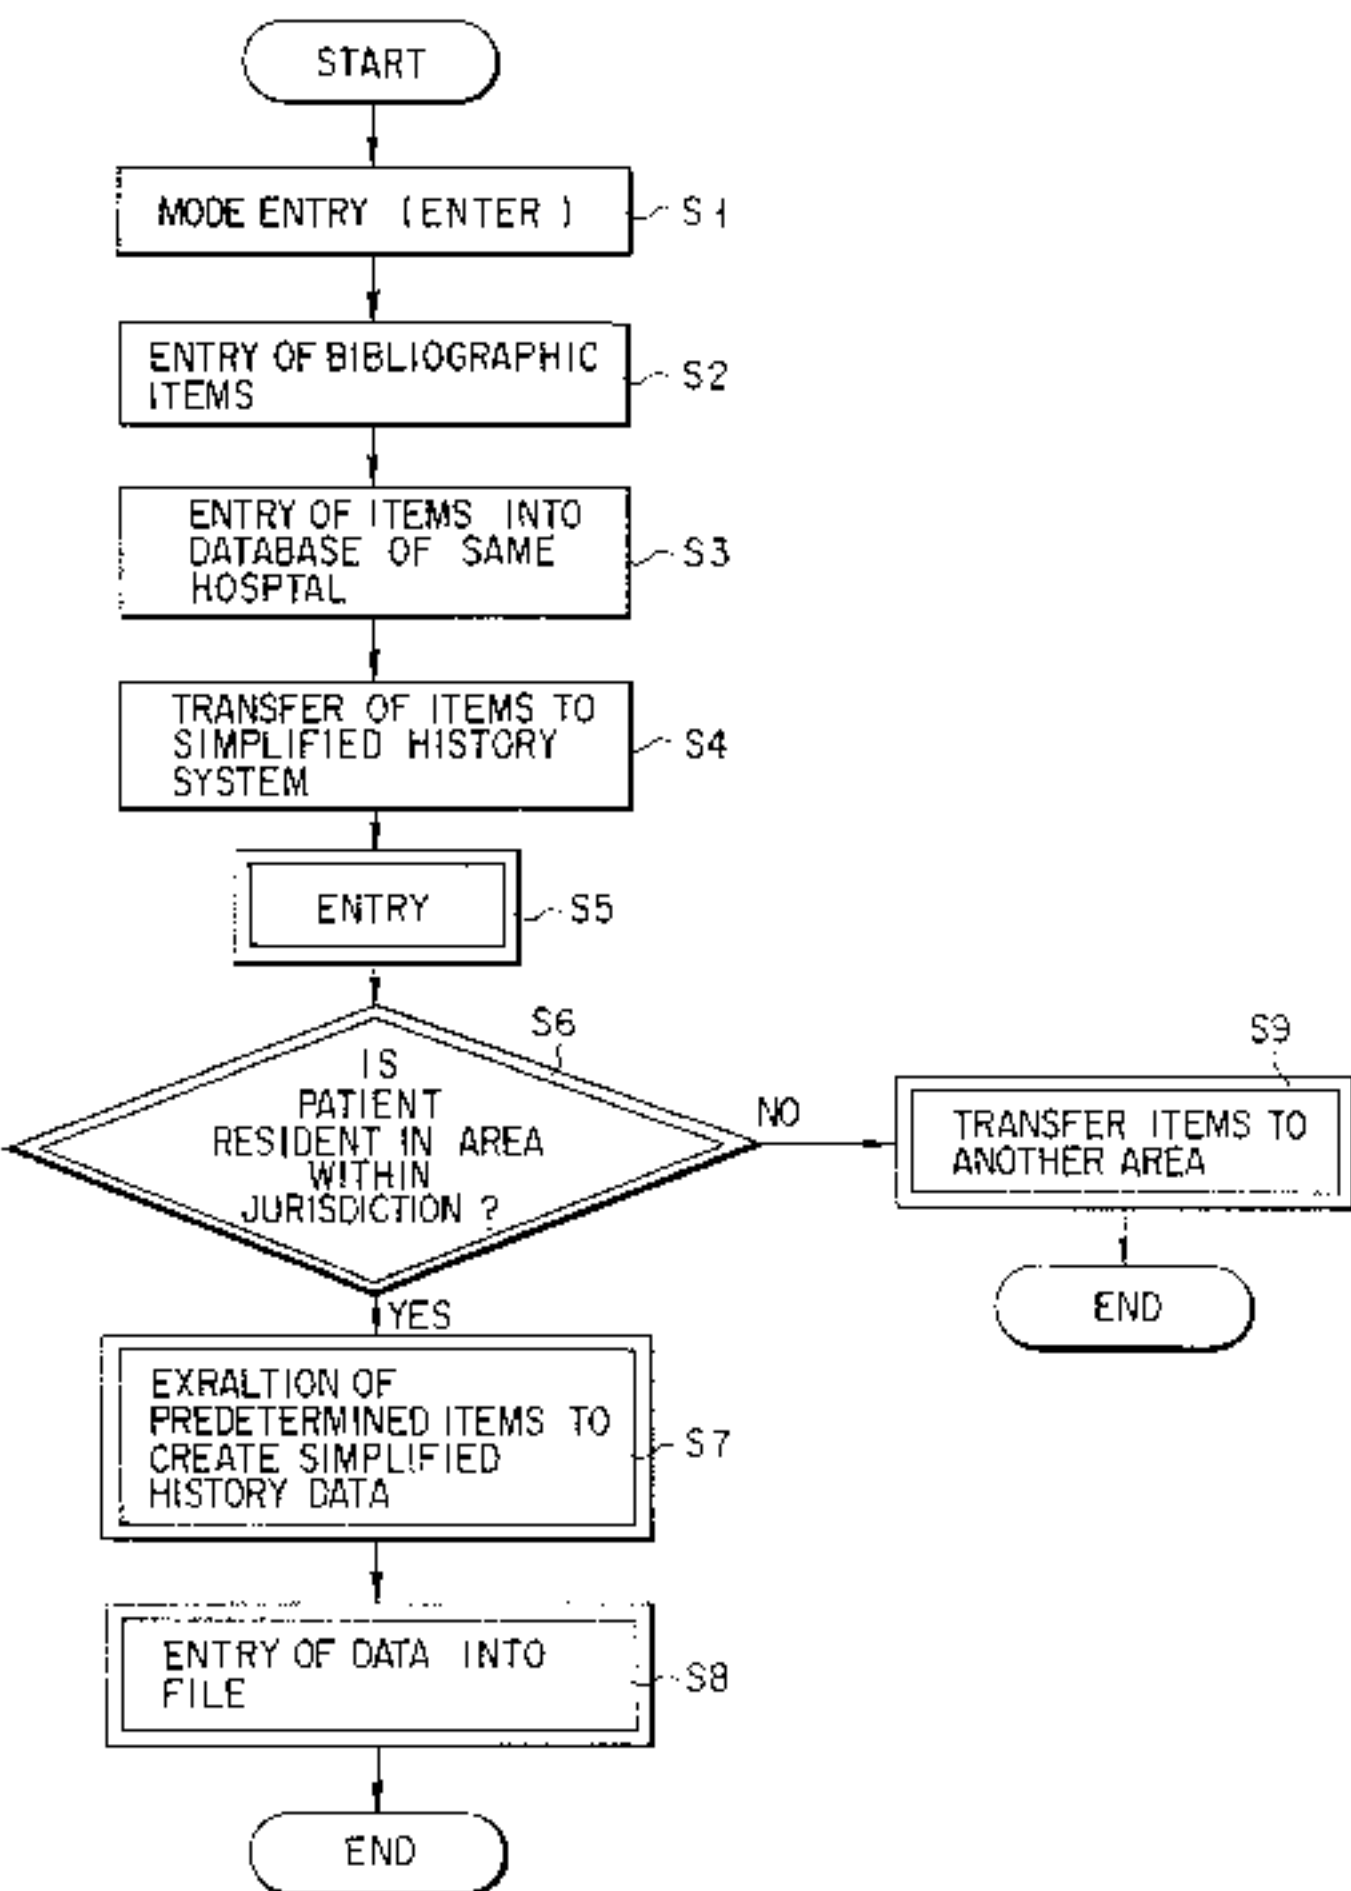 START
MODE ENTRY (ENTER)
S1
ENTRY OF BIBLIOGRAPHIC
ITEMS
S2
ENTRY OF ITEMS INTO
DATABASE OF SAME
HOSPTAL
S3
TRANSFER OF ITEMS TO
SIMPLIFIED HISTORY
SYSTEM
S4
ENTRY
S5
S6
IS
PATIENT
RESIDENT IN AREA
WITHIN
JURISDICTION ?
NO
S9
TRANSFER ITEMS TO
ANOTHER AREA
END
YES
EXRALTION OF
PREDETERMINED ITEMS TO
CREATE SIMPLIFIED
HISTORY DATA
S7
ENTRY OF DATA INTO
FILE
S8
END